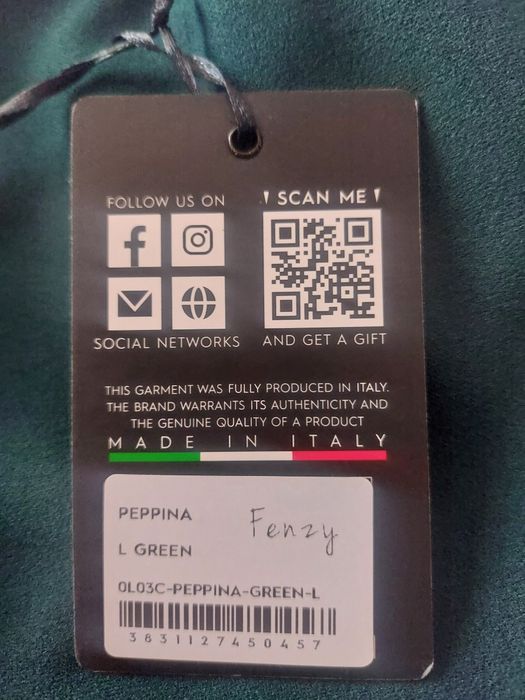 FOLLOW US ON
SCAN ME
SOCIAL NETWORKS
AND GET A GIFT
THIS GARMENT WAS FULLY PRODUCED IN ITALY.
THE BRAND WARRANTS ITS AUTHENTICITY AND
THE GENUINE QUALITY OF A PRODUCT
MADE IN ITALY
PEPPINA
Fenzy
L GREEN
0L03C-PEPPINA-GREEN-L
3831127450457